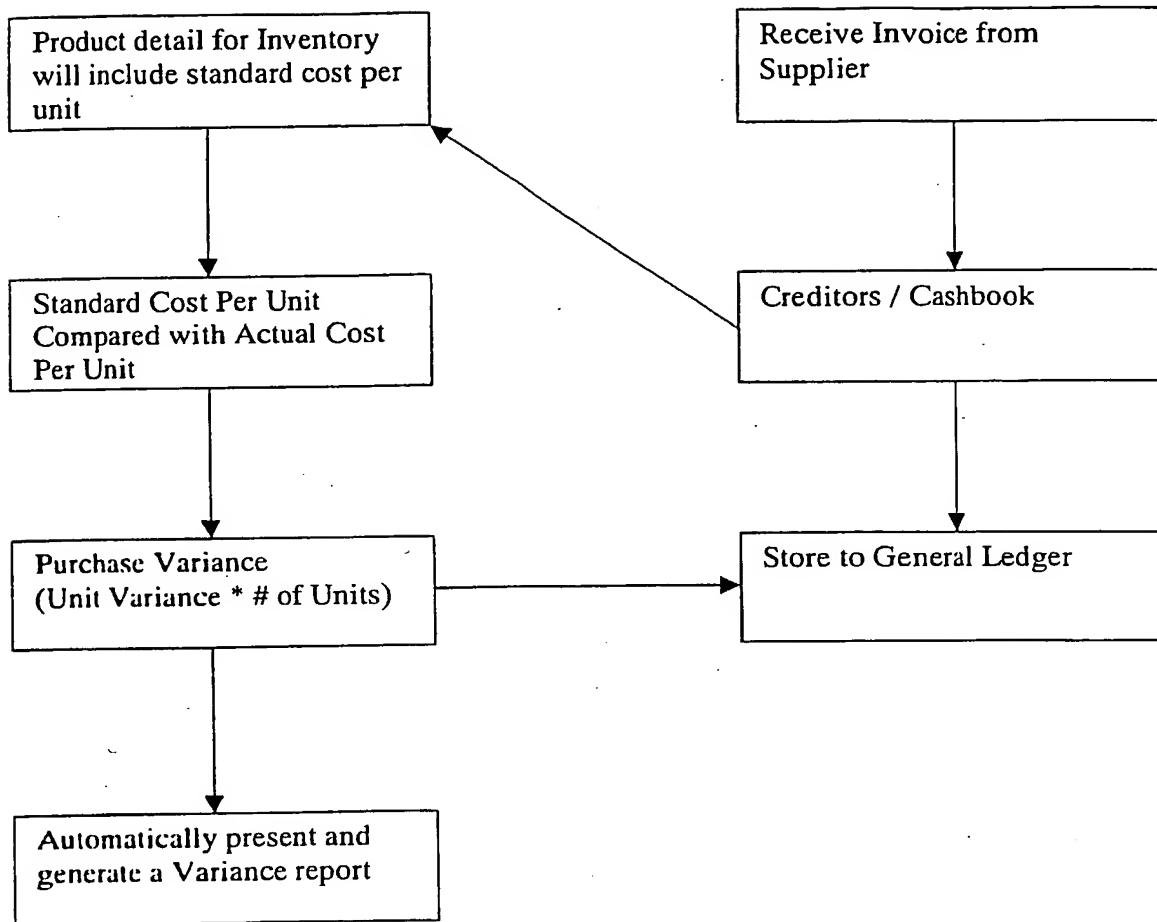 Product detail for Inventory
will include standard cost per
unit
Receive Invoice from
Supplier
Standard Cost Per Unit
Compared with Actual Cost
Per Unit
Creditors / Cashbook
Purchase Variance
(Unit Variance * # of Units)
Store to General Ledger
Automatically present and
generate a Variance report